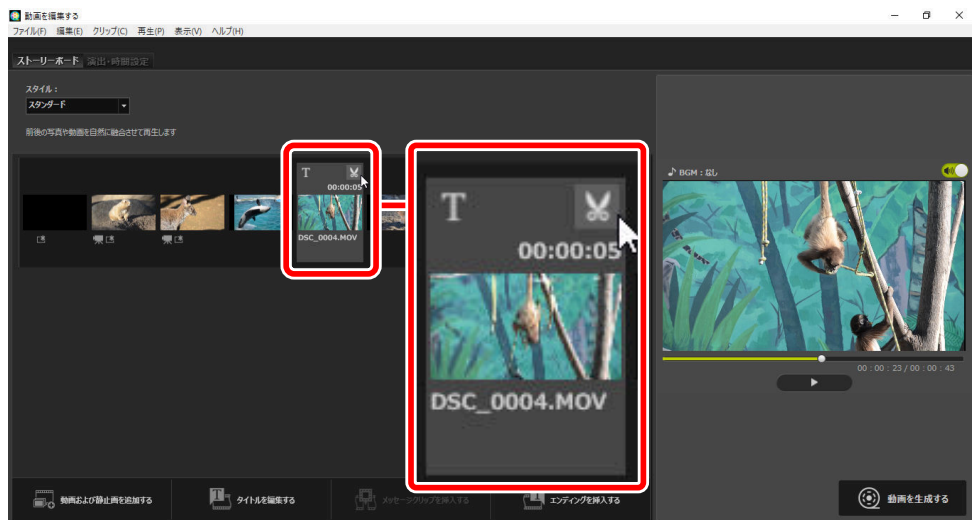 動画を編集する
ファイル(F) 編集(E) クリップ(C) 再生(P) 表示(V) ヘルプ(H)
ストーリーボード 演出・時間設定
スタイル：
スタンダード
前後の写真や動画を自然に融合させて再生します
♪ BGM : なし
T
00:00:05
DSC_0004.MOV
T
00:00:05
DSC_0004.MOV
00 : 00 : 23 / 00 : 00 : 43
動画および静止画を追加する
タイトルを編集する
メッセージクリップを挿入する
エンディングを挿入する
動画を生成する